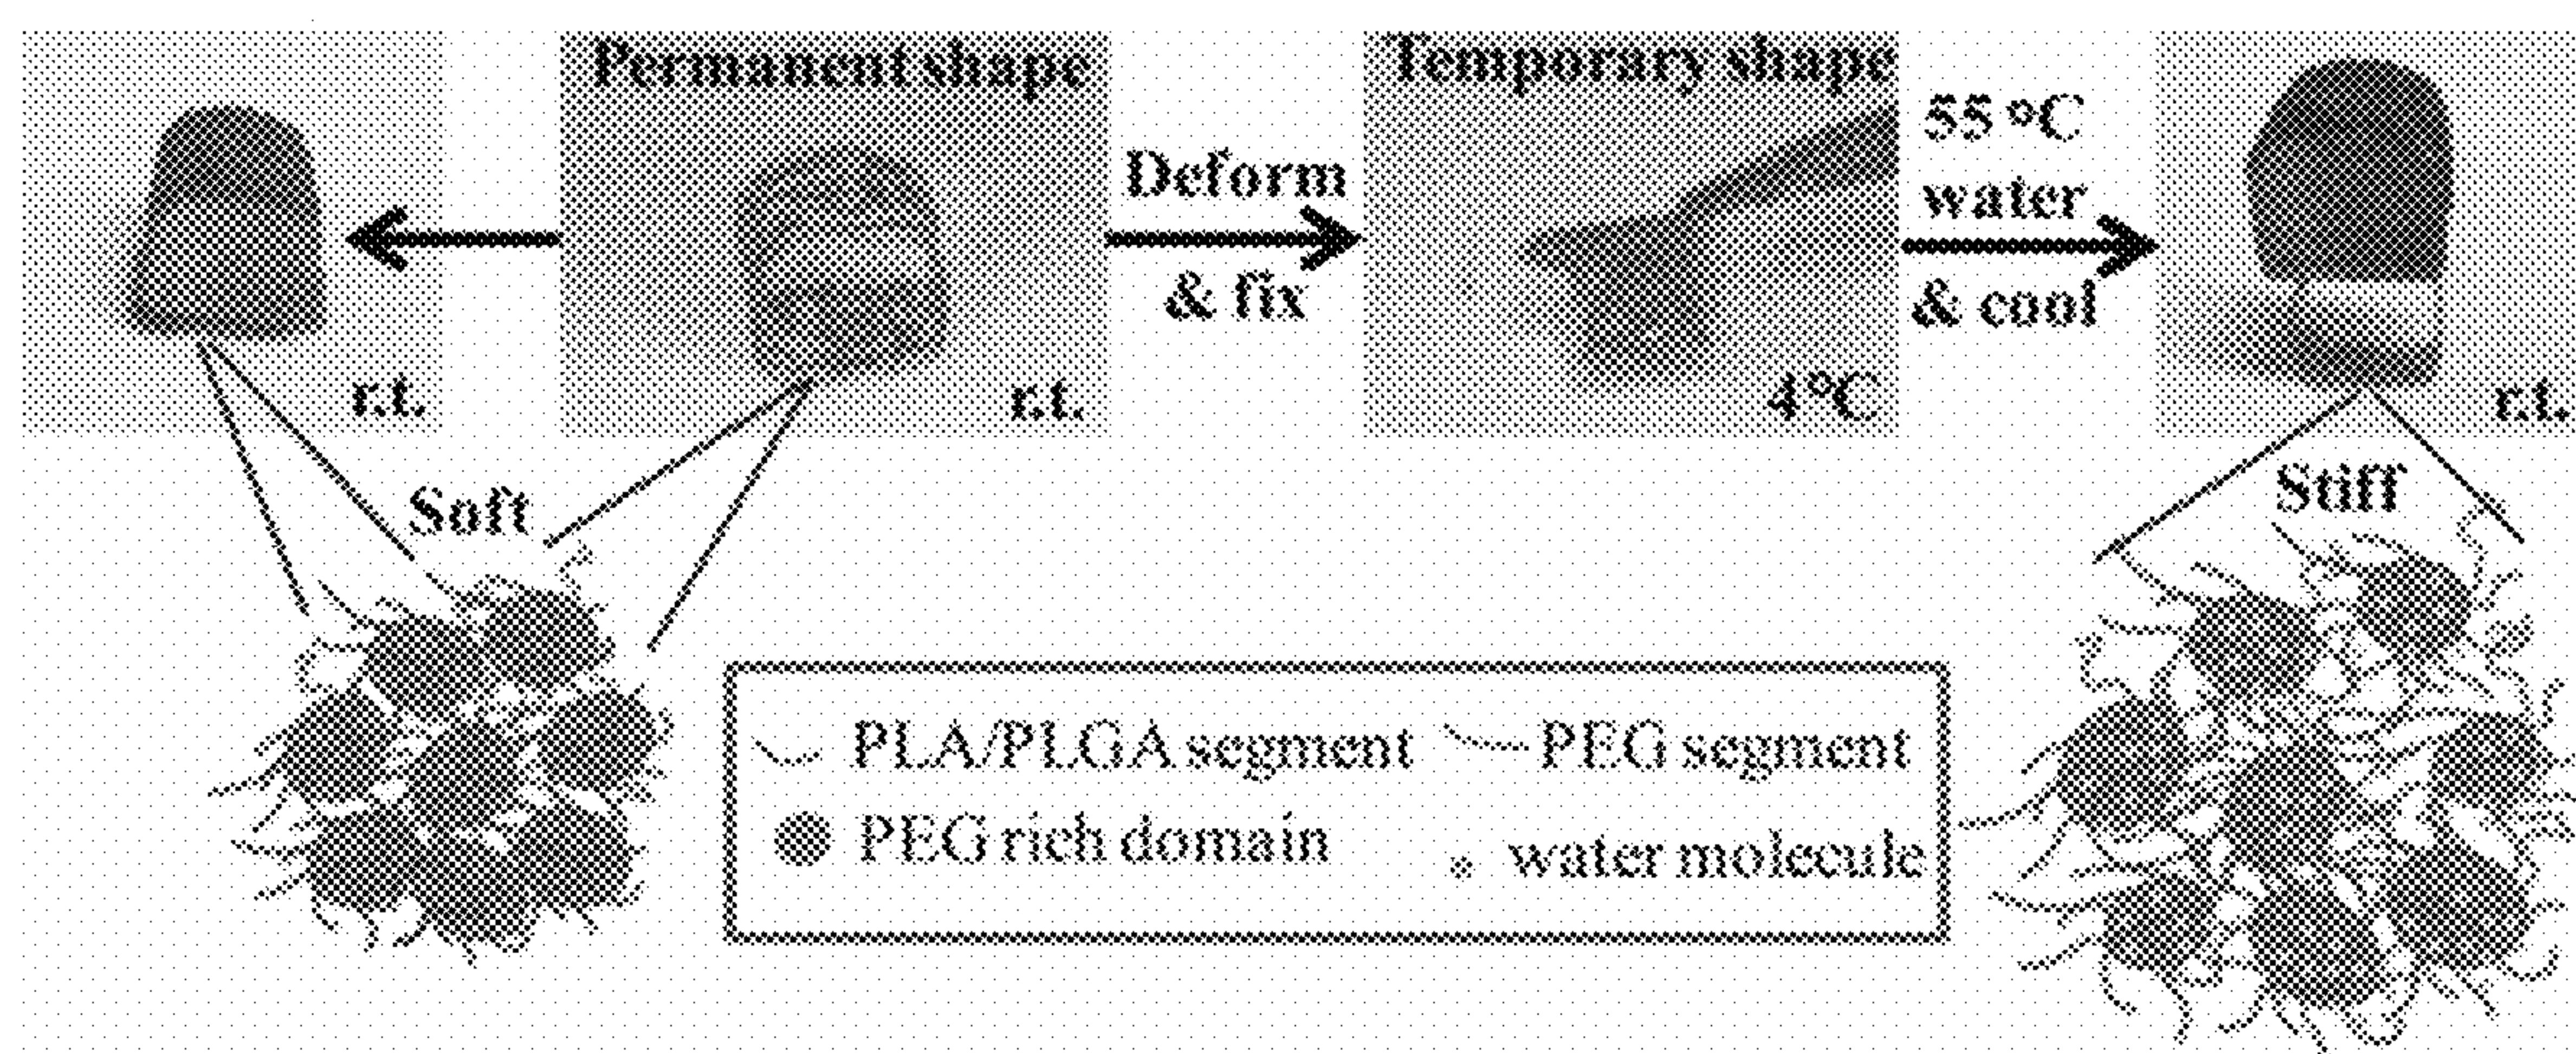 Permanent shape
Temporary shape
Deform
& fix
55 °C
water
& cool
r.t.
r.t.
4°C
r.t.
Soft
Stiff
PLA/PLGA segment
PEG segment
PEG rich domain
water molecule